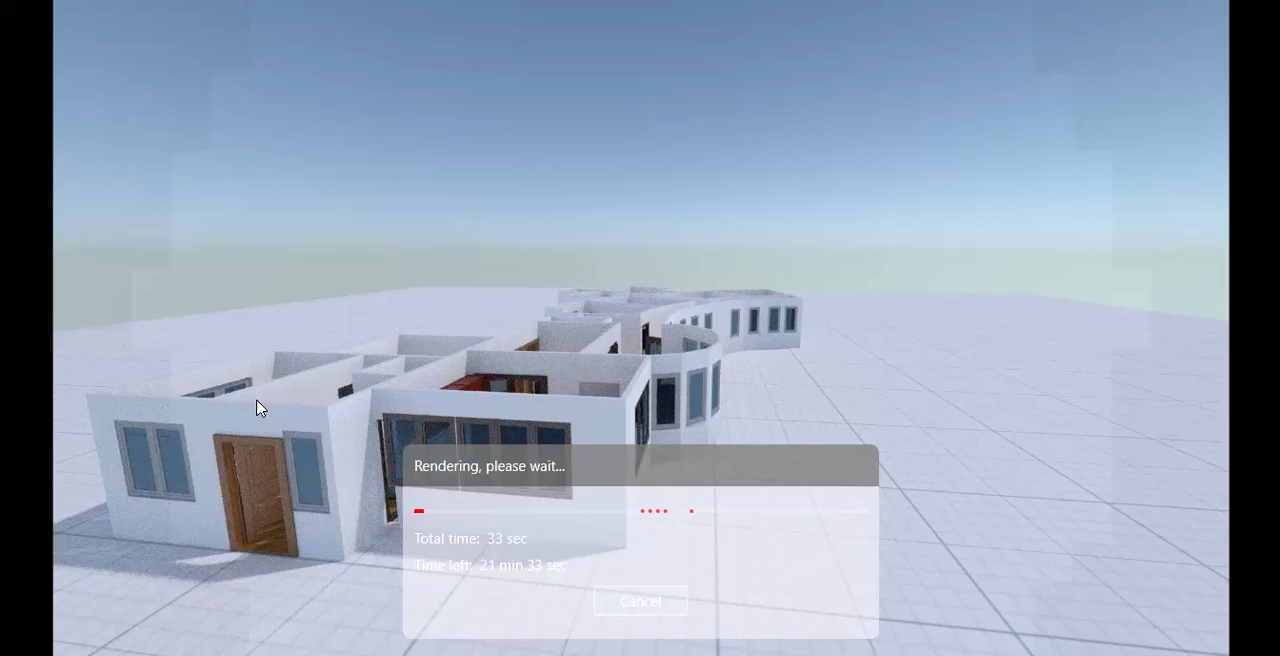 Rendering, please wait...
Total time: 33 sec
Time left: 21 min 33 sec
Cancel